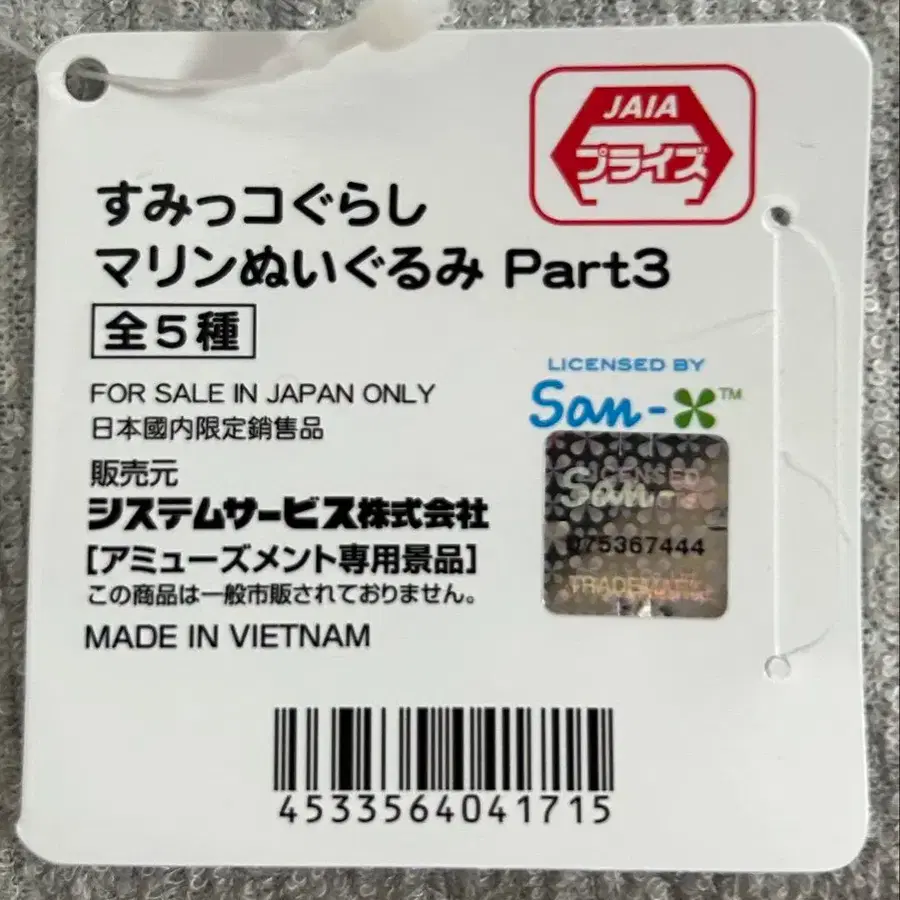 JAIA
プライズ
すみっコぐらし
マリンぬいぐるみ Part3
全5種
FOR SALE IN JAPAN ONLY
日本國内限定銷售品
販売元
システムサービス株式会社
[アミューズメント専用景品]
この商品は一般市販されておりません。
MADE IN VIETNAM
LICENSED BY
San-X™
LICENSED
San
075367444
TRADEMARK
4533564041715